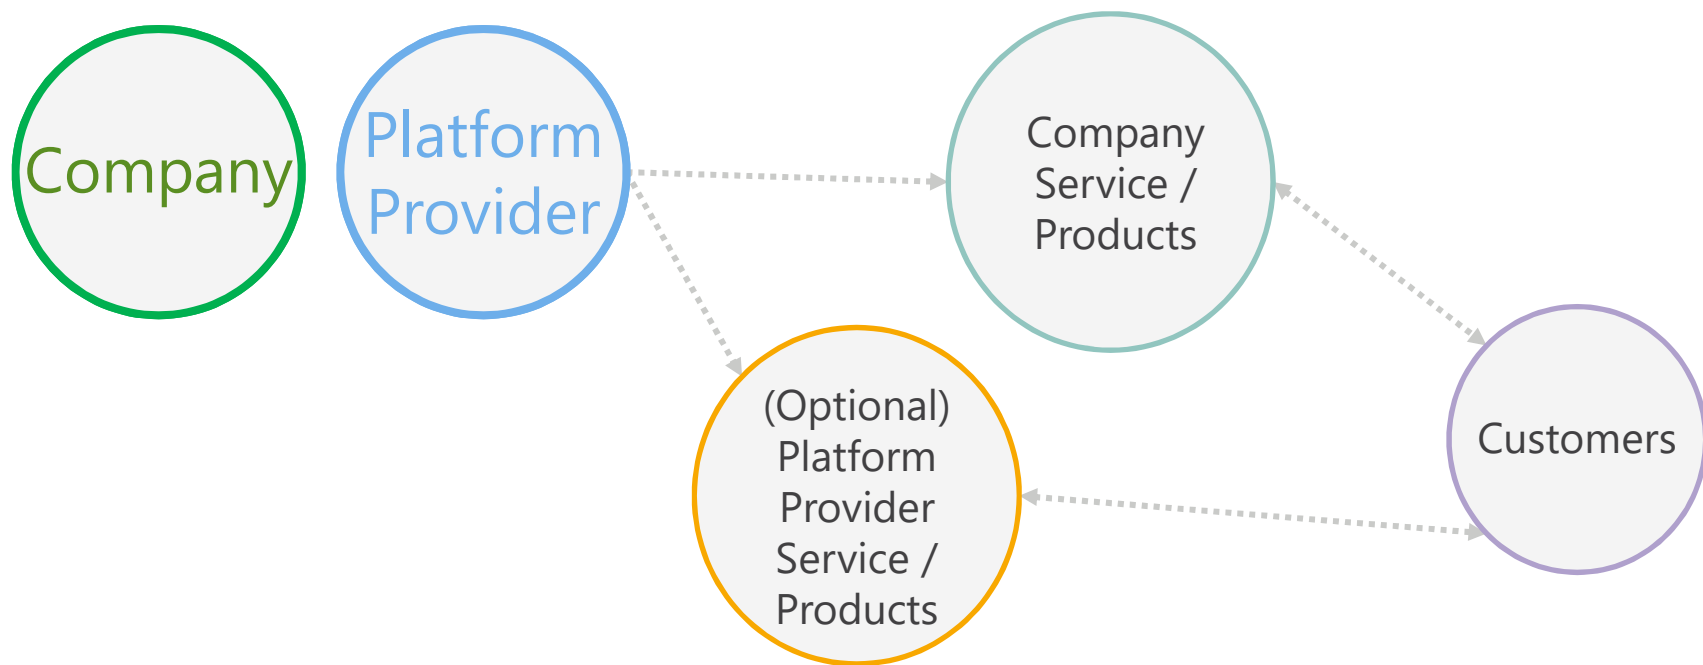 Company
Platform
Provider
Company
Service /
Products
(Optional)
Platform
Provider
Service /
Products
Customers